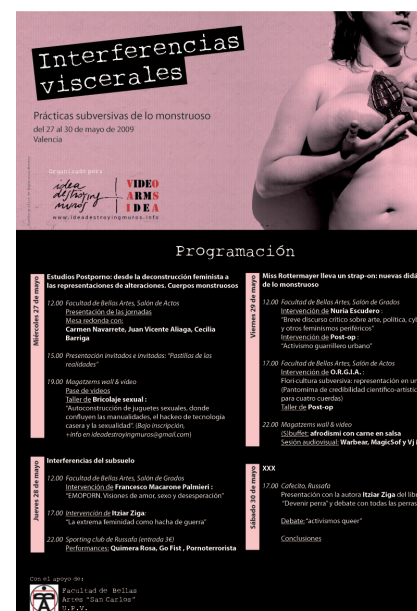 Interferencias
viscerales
Prácticas subversivas de lo monstruoso
del 27 al 30 de mayo de 2009
Valencia
Organizado por:
idea
destroying
muros
VIDEO
ARMS
IDEA
www.ideadestroyingmuros.info
Programación
Miércoles 27 de mayo
Estudios Postporno: desde la deconstrucción feminista a
las representaciones de alteraciones. Cuerpos monstruosos
12.00 Facultad de Bellas Artes, Salón de Actos
Presentación de las jornadas
Mesa redonda con:
Carmen Navarrete, Juan Vicente Aliaga, Cecilia
Barriga
15.00 Presentación invitados e invitadas: "Pastillas de las
realidades"
19.00 Magatzems wall & video
Pase de videos
Taller de Bricolaje sexual :
"Autoconstrucción de juguetes sexuales, donde
confluyen las manualidades, el hackeo de tecnología
casera y la sexualidad". (Bajo inscripción,
+info en ideadestroyingmuros@gmail.com)
Jueves 28 de mayo
Interferencias del subsuelo
12.00 Facultad de Bellas Artes, Salón de Grados
Intervención de Francesco Macarone Palmieri :
"EMOPORN. Visiones de amor, sexo y desesperación"
17.00 Intervención de Itziar Ziga:
"La extrema feminidad como hacha de guerra"
22.00 Sporting club de Russafa (entrada 3€)
Performances: Quimera Rosa, Go Fist , Pornoterrorista
Viernes 29 de mayo
Miss Rottermayer lleva un strap-on: nuevas didá
de lo monstruoso
12.00 Facultad de Bellas Artes, Salón de Grados
Intervención de Nuria Escudero :
"Breve discurso crítico sobre arte, política, cyb
y otros feminismos periféricos"
Intervención de Post-op :
"Activismo guarrillero urbano"
17.00 Facultad de Bellas Artes, Salón de Actos
Intervención de O.R.G.I.A. :
Flori-cultura subversiva: representación en un
(Pantomima de credibilidad científico-artístic
para cuatro cuerdas)
Taller de Post-op
22.00 Magatzems wall & video
(S)buffet: afrodismi con carne en salsa
Sesión audiovisual: Warbear, MagicSof y Vj
Sábado 30 de mayo
XXX
17.00 Cafecito, Russafa
Presentación con la autora Itziar Ziga del libr
"Devenir perra" y debate con todas las perras
Debate: "activismos queer"
Conclusiones
Con el apoyo de:
Facultad de Bellas
Artes "San Carlos"
U.P.V.